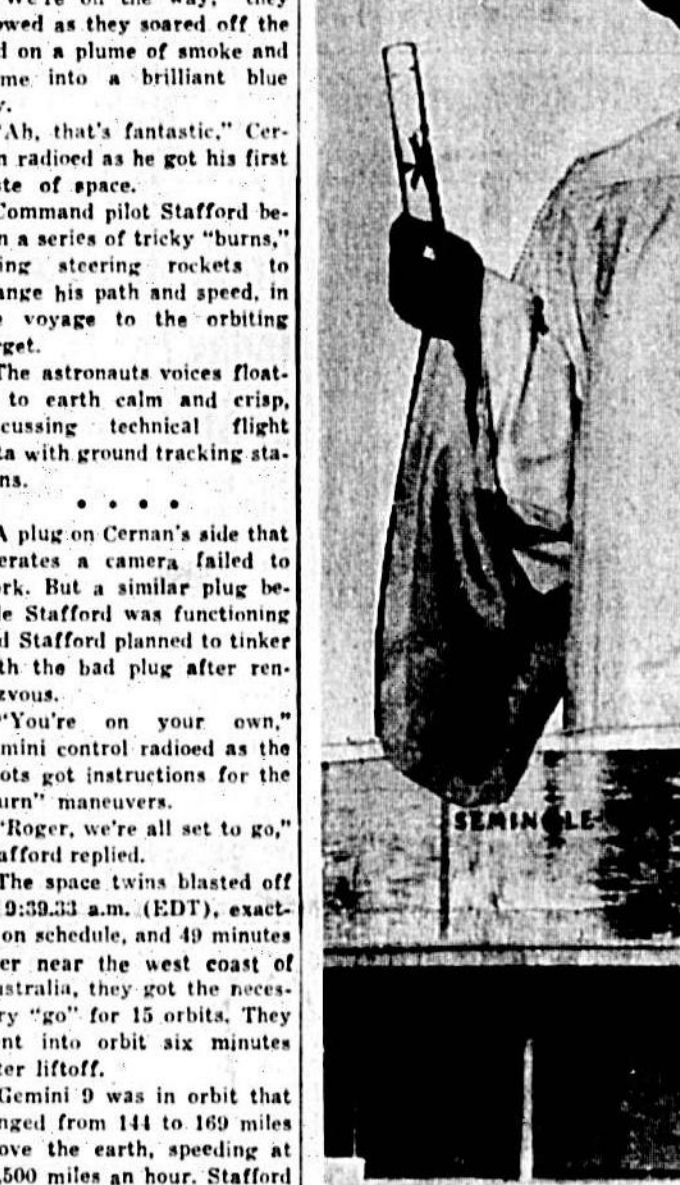 We're on the way," they
owed as they soared off the
d on a plume of smoke and
me into a brilliant blue
y.
"Ah, that's fantastic," Cer-
n radioed as he got his first
ste of space.
Command pilot Stafford be-
n a series of tricky "burns,"
ing steering rockets to
ange his path and speed, in
e voyage to the orbiting
rget.
The astronauts voices float-
to earth calm and crisp,
cussing technical flight
ta with ground tracking sta-
ns.
• • • •
A plug on Cernan's side that
erates a camera failed to
rk. But a similar plug be-
le Stafford was functioning
d Stafford planned to tinker
th the bad plug after ren-
zvous.
"You're on your own,"
mini control radioed as the
ots got instructions for the
urn" maneuvers.
"Roger, we're all set to go,"
afford replied.
The space twins blasted off
9:39.33 a.m. (EDT), exact-
on schedule, and 49 minutes
er near the west coast of
ustralia, they got the neces-
ry "go" for 15 orbits. They
nt into orbit six minutes
ter liftoff.
Gemini 9 was in orbit that
nged from 144 to 169 miles
ove the earth, speeding at
,500 miles an hour. Stafford
SEMINOLE